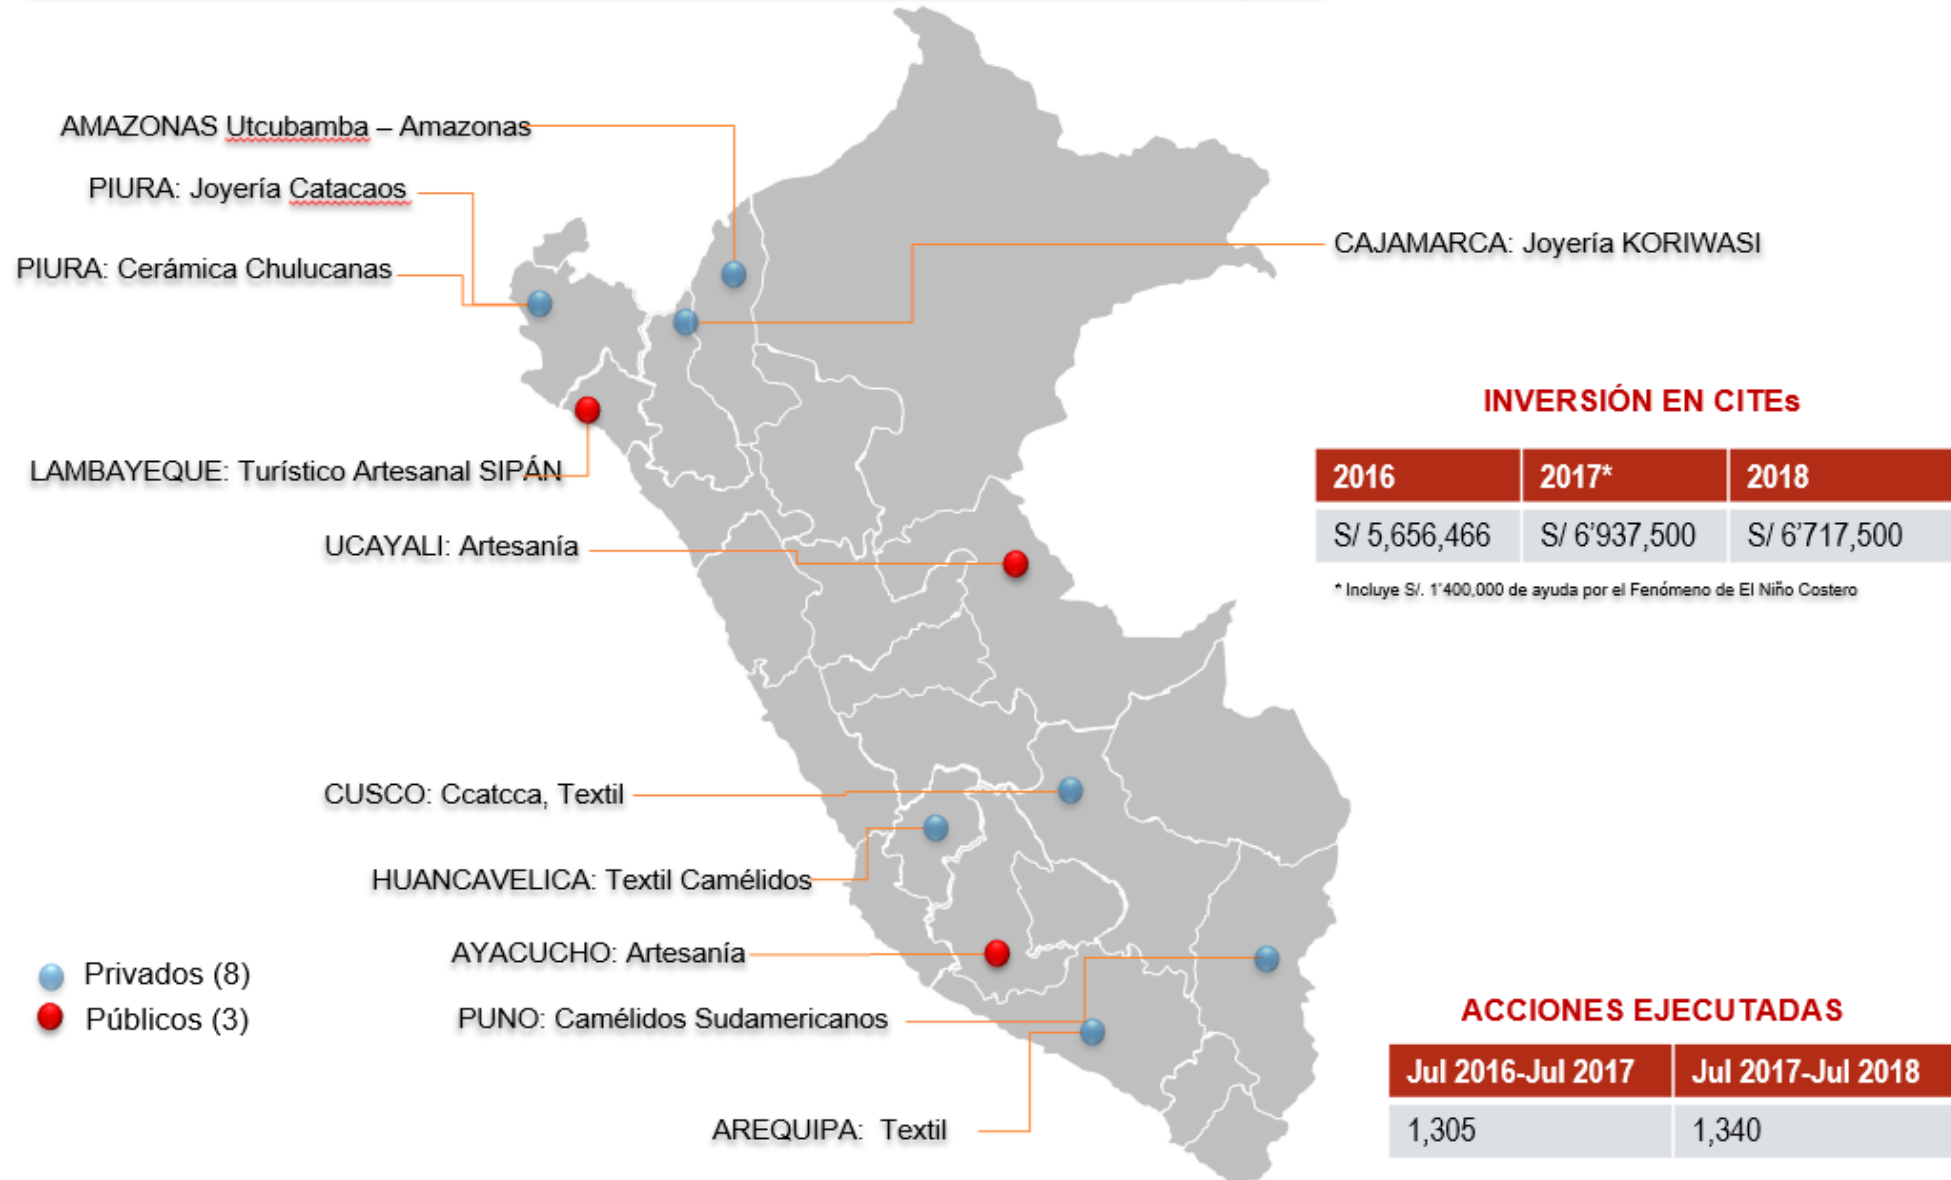 AMAZONAS Utcubamba – Amazonas
PIURA: Joyería Catacaos
PIURA: Cerámica Chulucanas
CAJAMARCA: Joyería KORIWASI
LAMBAYEQUE: Turístico Artesanal SIPÁN
UCAYALI: Artesanía
CUSCO: Ccatcca, Textil
HUANCAVELICA: Textil Camélidos
AYACUCHO: Artesanía
PUNO: Camélidos Sudamericanos
AREQUIPA: Textil
Privados (8)
Públicos (3)
INVERSIÓN EN CITEs
2016 2017* 2018
S/ 5,656,466 S/ 6'937,500 S/ 6'717,500
* Incluye S/. 1'400,000 de ayuda por el Fenómeno de El Niño Costero
ACCIONES EJECUTADAS
Jul 2016-Jul 2017 Jul 2017-Jul 2018
1,305 1,340